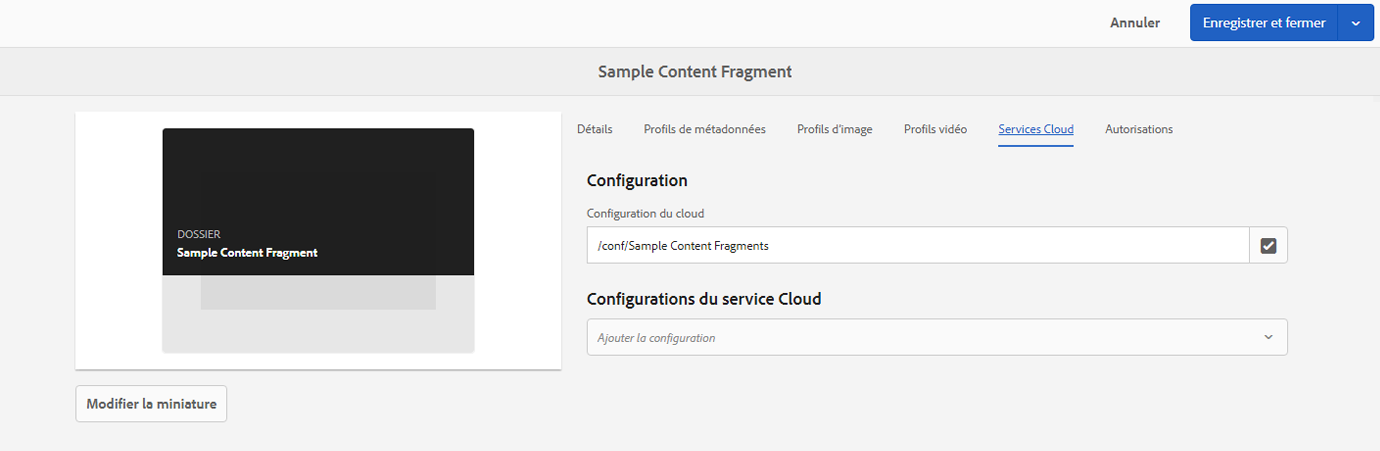 Annuler
Enregistrer et fermer
Sample Content Fragment
DOSSIER
Sample Content Fragment
Modifier la miniature
Détails Profils de métadonnées Profils d'image Profils vidéo Services Cloud Autorisations
Configuration
Configuration du cloud
/conf/Sample Content Fragments
Configurations du service Cloud
Ajouter la configuration